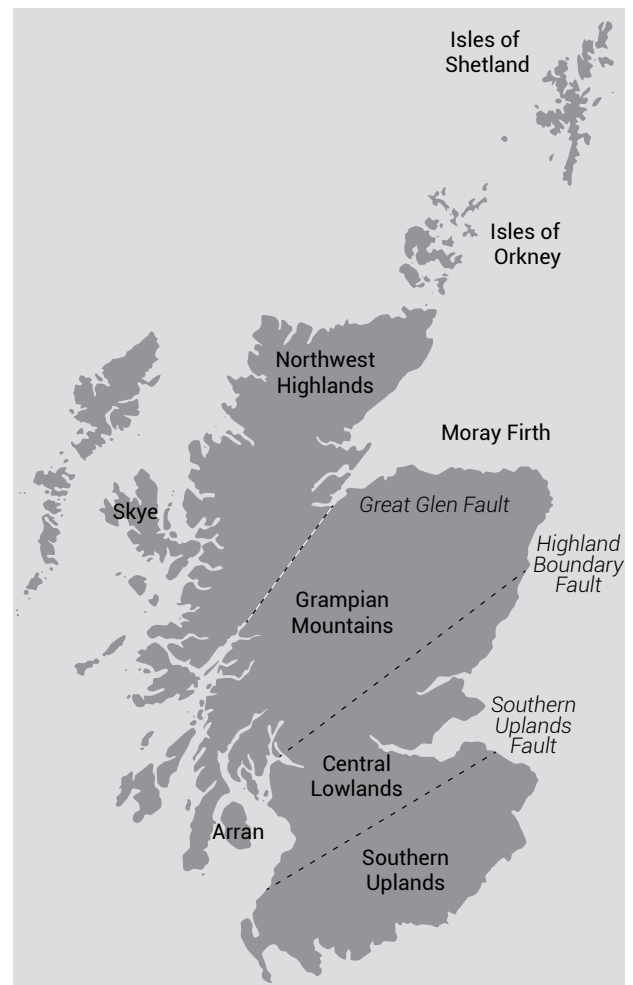 Isles of
Shetland
Isles of
Orkney
Northwest
Highlands
Moray Firth
Skye
Great Glen Fault
Highland
Boundary
Fault
Grampian
Mountains
Southern
Uplands
Fault
Central
Lowlands
Arran
Southern
Uplands